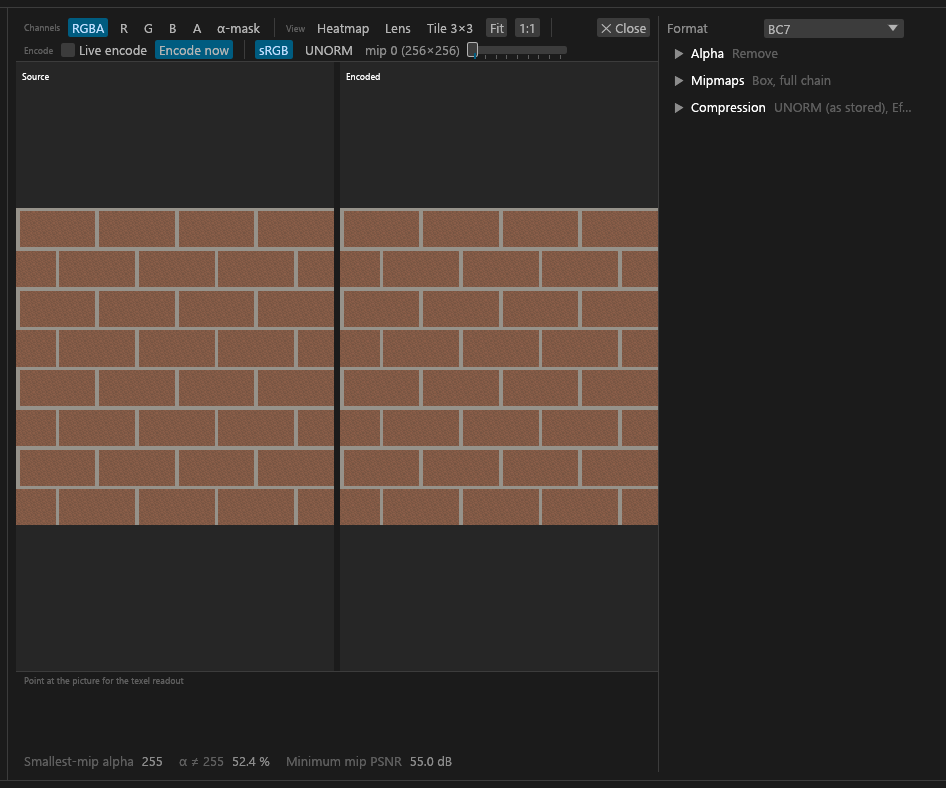 Channels RGBA R G B A α-mask View Heatmap Lens Tile 3×3 Fit 1:1 Close
Encode Live encode Encode now sRGB UNORM mip 0 (256×256)
Source Encoded
Point at the picture for the texel readout
Smallest-mip alpha 255 α ≠ 255 52.4 % Minimum mip PSNR 55.0 dB
Format BC7
Alpha Remove
Mipmaps Box, full chain
Compression UNORM (as stored), Ef...